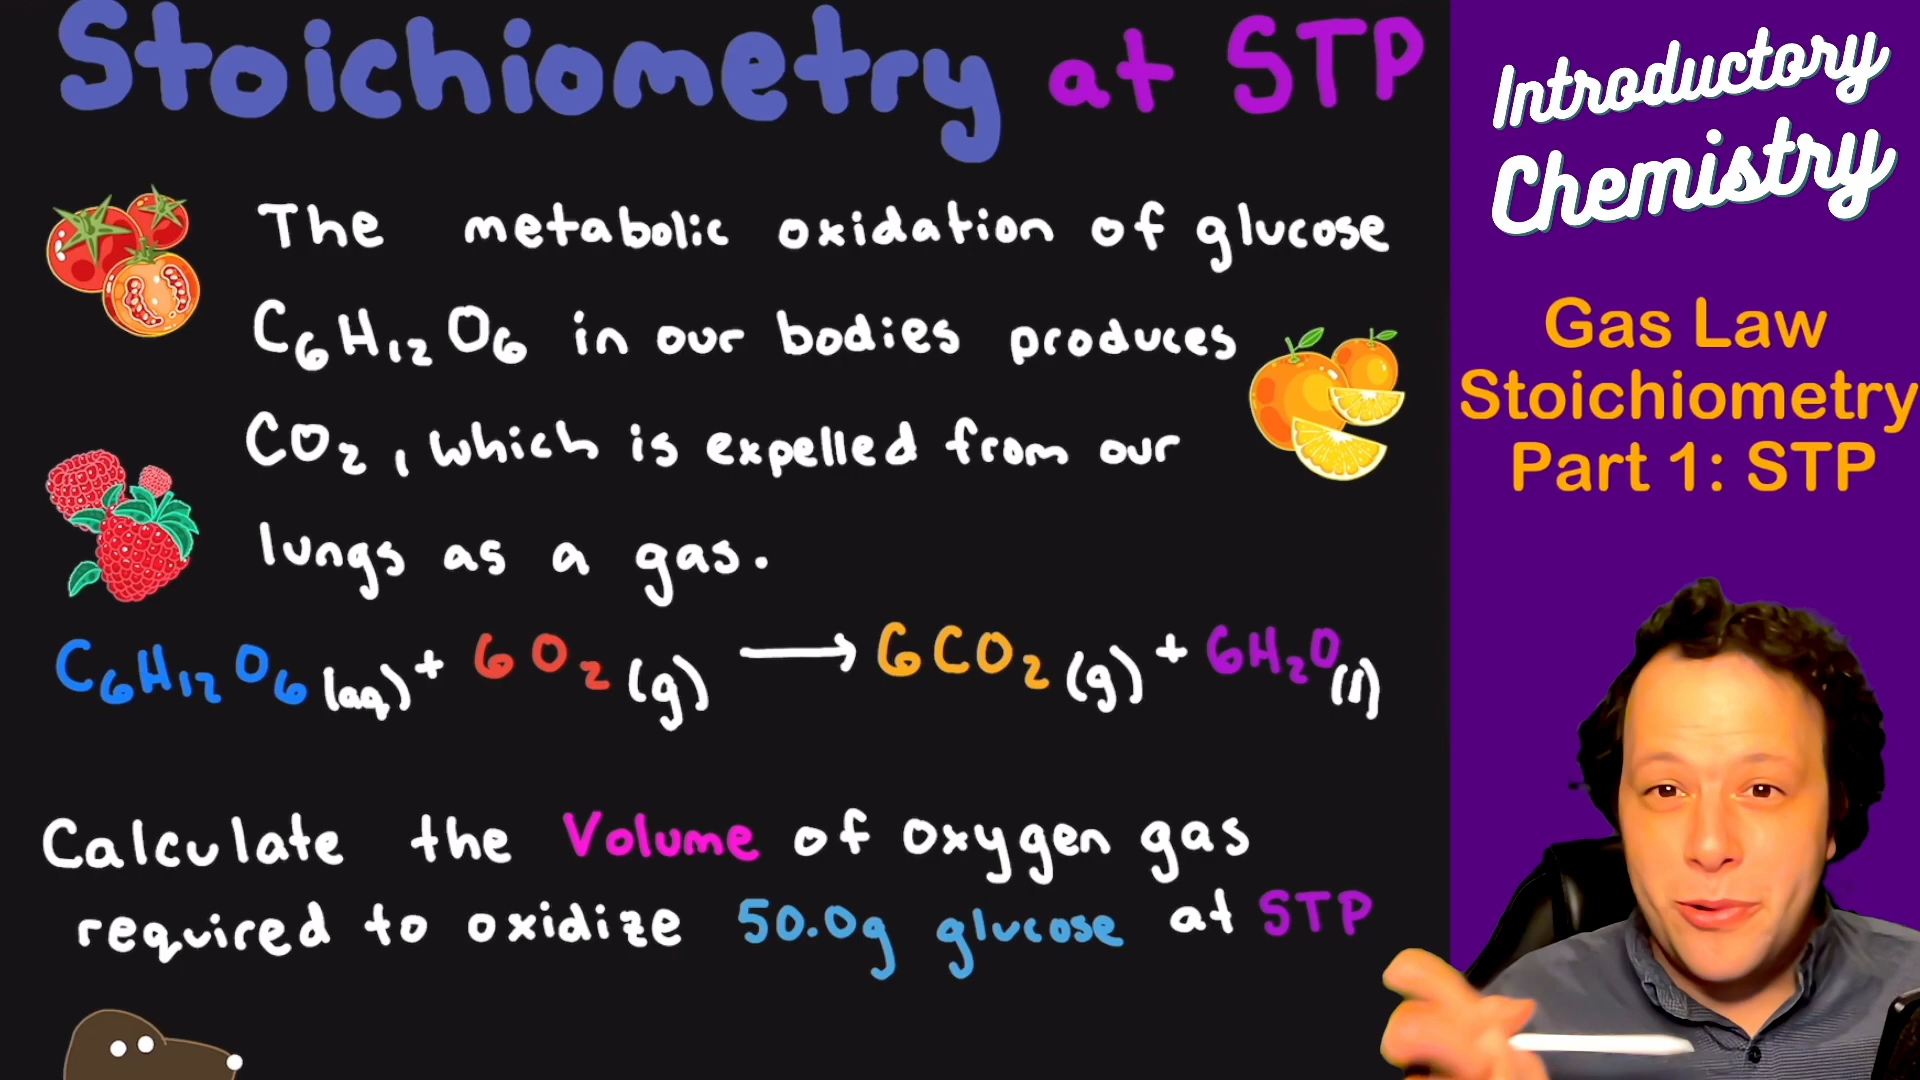 Stoichiometry at STP
The metabolic oxidation of glucose
C6H12O6 in our bodies produces
CO2, which is expelled from our
lungs as a gas.
C6H12O6 (aq) + 6O2 (g) → 6CO2 (g) + 6H2O (l)
Calculate the Volume of oxygen gas
required to oxidize 50.0g glucose at STP
Introductory
Chemistry
Gas Law
Stoichiometry
Part 1: STP